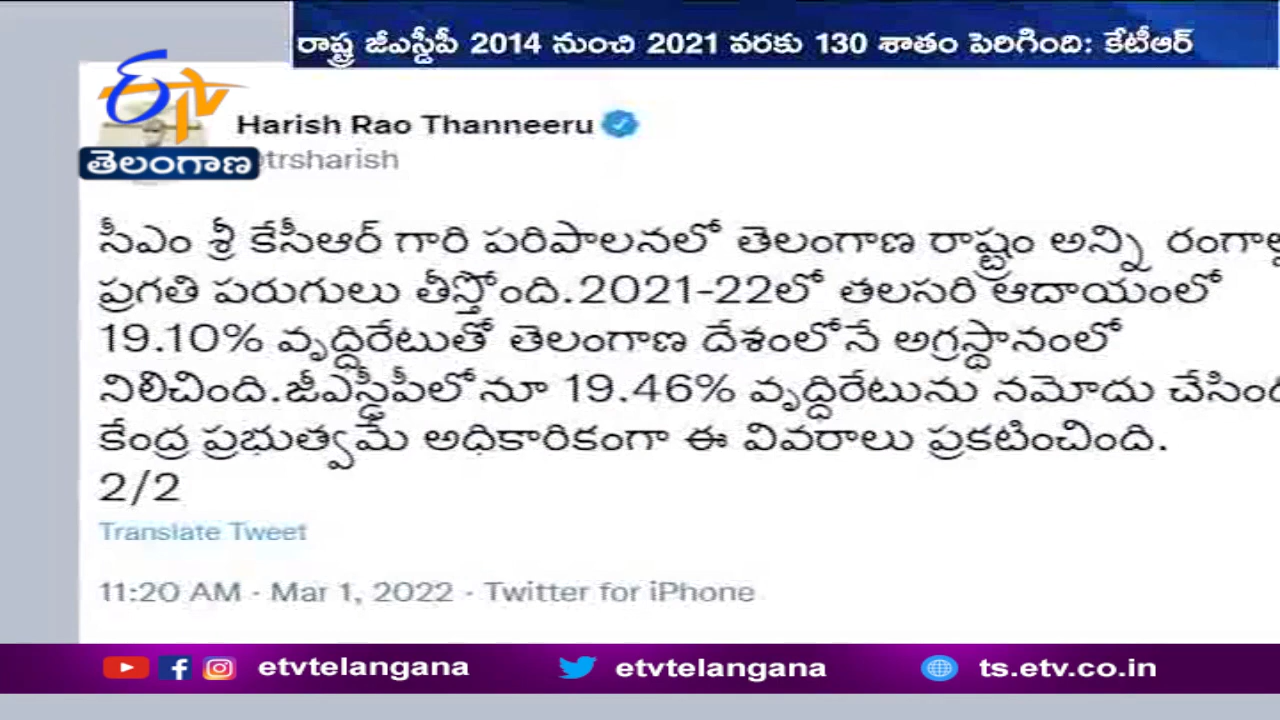 రాష్ట్ర జీఎస్డీపీ 2014 నుంచి 2021 వరకు 130 శాతం పెరిగింది: కేటీఆర్
ETV
తెలంగాణ
Harish Rao Thanneeru
@trsharish
సీఎం శ్రీ కేసీఆర్ గారి పరిపాలనలో తెలంగాణ రాష్ట్రం అన్ని
ప్రగతి పరుగులు తీస్తోంది.2021-22లో తలసరి ఆదాయంలో
19.10% వృద్ధిరేటుతో తెలంగాణ దేశంలోనే అగ్రస్థానంలో
నిలిచింది.జీఎస్డీపీలోనూ 19.46% వృద్ధిరేటును నమోదు
కేంద్ర ప్రభుత్వమే అధికారికంగా ఈ వివరాలు ప్రకటించింది.
2/2
Translate Tweet
11:20 AM · Mar 1, 2022 · Twitter for iPhone
etvtelangana etvtelangana ts.etv.co.in